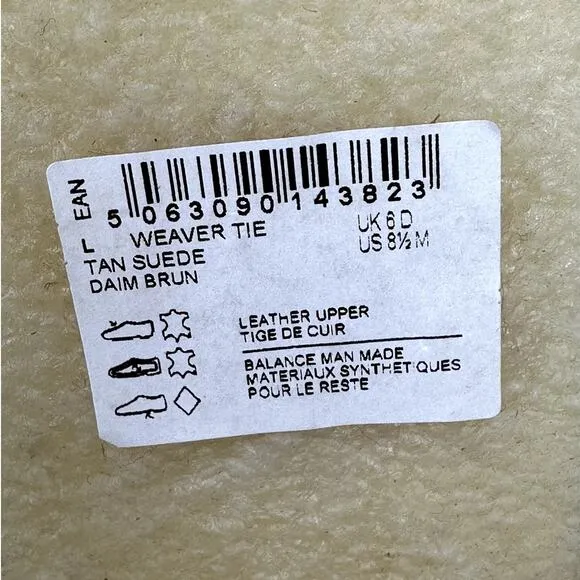 EAN
5 063090 143823
L WEAVER TIE
UK 6 D
TAN SUEDE
US 8½ M
DAIM BRUN
LEATHER UPPER
TIGE DE CUIR
BALANCE MAN MADE
MATERIAUX SYNTHETIQUES
POUR LE RESTE